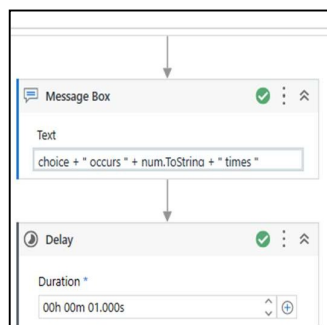 Message Box
Text
choice + " occurs " + num.ToString + " times "
Delay
Duration *
00h 00m 01.000s